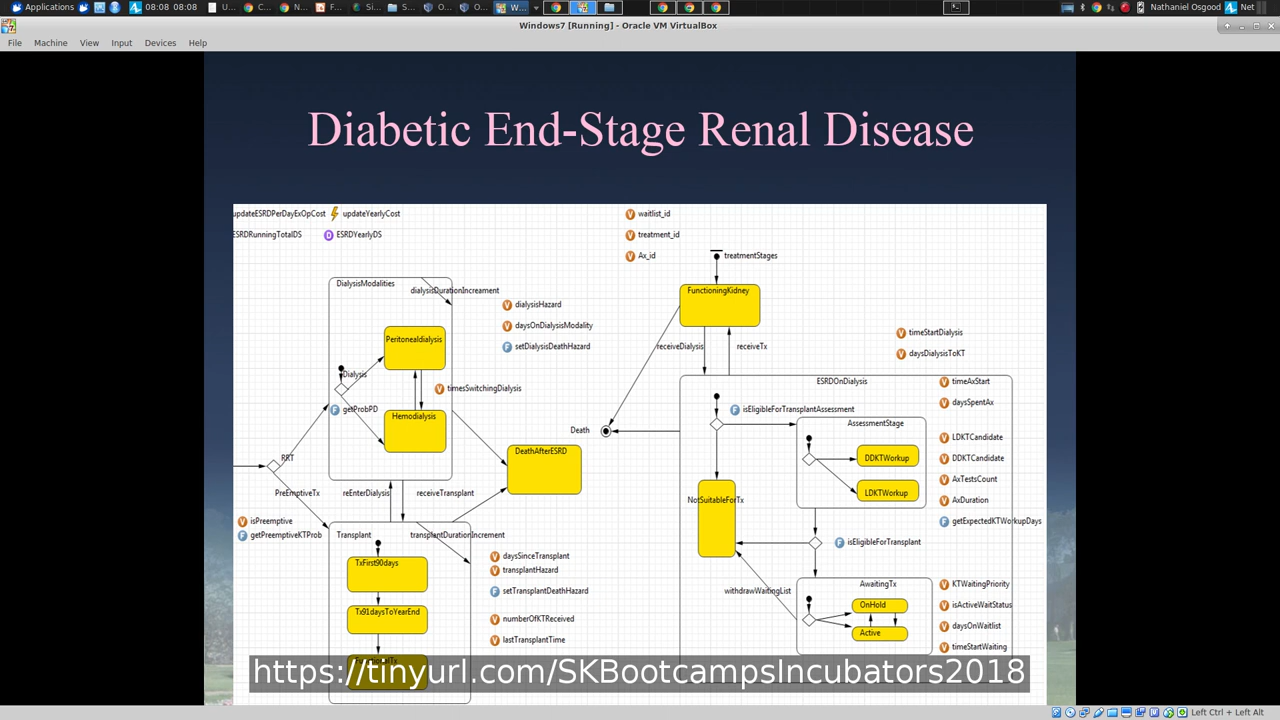 Applications
08:08 08:08
U...
C...
N...
F...
Si...
S...
O...
O...
W...
Nathaniel Osgood
Net
Windows7 [Running] - Oracle VM VirtualBox
File Machine View Input Devices Help
Diabetic End-Stage Renal Disease
updateESRDPerDayExOpCost
updateYearlyCost
ESRDRunningTotalDS
ESRDYearlyDS
waitlist_id
treatment_id
Ax_id
treatmentStages
DialysisModalities
dialysisDurationIncreament
FunctioningKidney
dialysisHazard
daysOnDialysisModality
setDialysisDeathHazard
Peritonealdialysis
receiveDialysis
receiveTx
timeStartDialysis
daysDialysisToKT
Dialysis
timesSwitchingDialysis
getProbPD
Hemodialysis
ESRDOnDialysis
timeAxStart
daysSpentAx
isEligibleForTransplantAssessment
AssessmentStage
Death
LDKTCandidate
DDKTCandidate
AxTestsCount
AxDuration
getExpectedKTWorkupDays
DDKTWorkup
LDKTWorkup
DeathAfterESRD
RRT
PreEmptiveTx
reEnterDialysis
receiveTransplant
NotSuitableForTx
isPreemptive
getPreemptiveKTProb
Transplant
transplantDurationIncrement
isEligibleForTransplant
TxFirst90days
daysSinceTransplant
transplantHazard
setTransplantDeathHazard
withdrawWaitingList
AwaitingTx
KTWaitingPriority
isActiveWaitStatus
daysOnWaitlist
timeStartWaiting
OnHold
Active
Tx91daysToYearEnd
numberOfKTReceived
lastTransplantTime
https://tinyurl.com/SKBootcampsIncubators2018
Left Ctrl + Left Alt